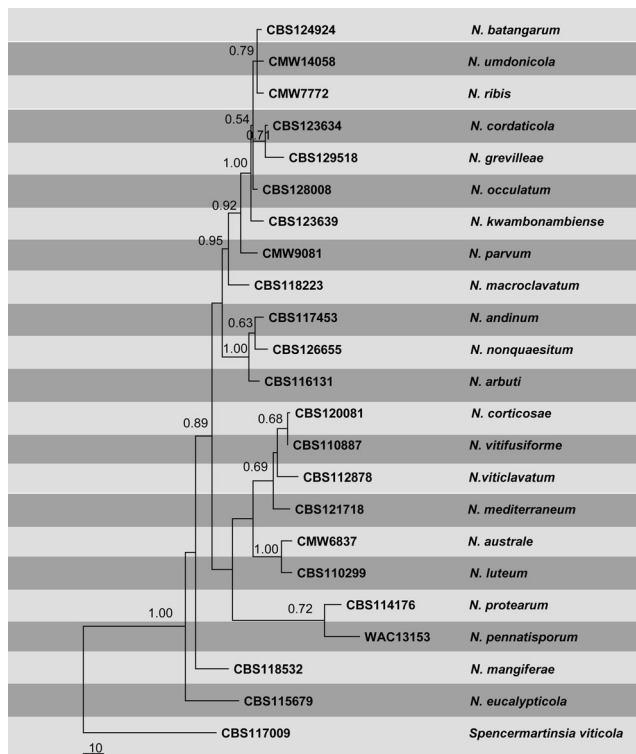 CBS124924 N. batangarum
0.79
CMW14058 N. umdonicola
CMW7772 N. ribis
0.54 CBS123634 N. cordaticola
0.71
CBS129518 N. grevilleae
1.00
CBS128008 N. occulatum
0.92
CBS123639 N. kwambonambiense
0.95 CMW9081 N. parvum
CBS118223 N. macroclavatum
CBS117453 N. andinum
0.63
1.00 CBS126655 N. nonquaesitum
CBS116131 N. arbuti
CBS120081 N. corticosae
0.68
0.89
CBS110887 N. vitifusiforme
0.69 CBS112878 N.viticlavatum
CBS121718 N. mediterraneum
CMW6837 N. australe
1.00
CBS110299 N. luteum
CBS114176 N. protearum
1.00 0.72
WAC13153 N. pennatisporum
CBS118532 N. mangiferae
CBS115679 N. eucalypticola
CBS117009 Spencermartinsia viticola
10